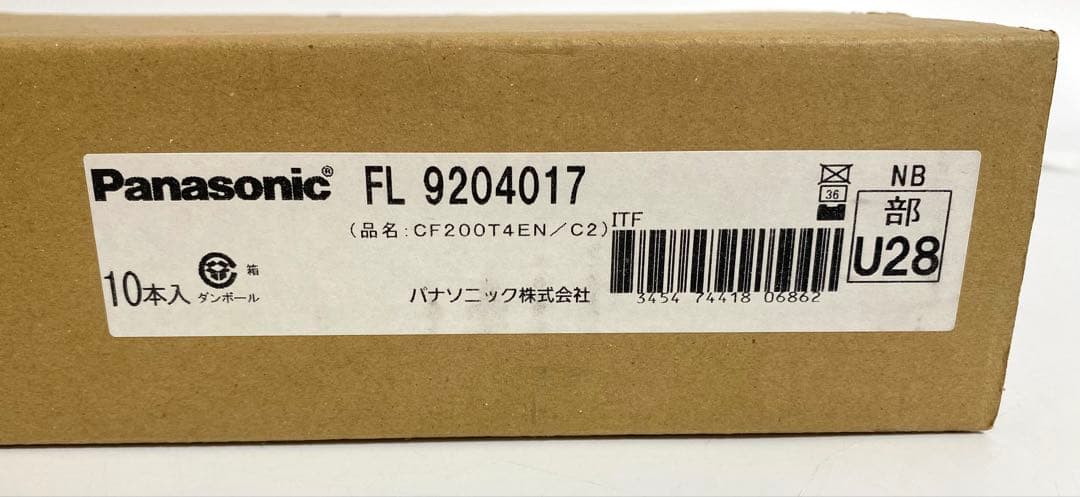 Panasonic® FL 9204017
(品名:CF200T4EN/C2)
ITF
36
NB
部
U28
10本入
箱
ダンボール
パナソニック株式会社
3454 74418 06862